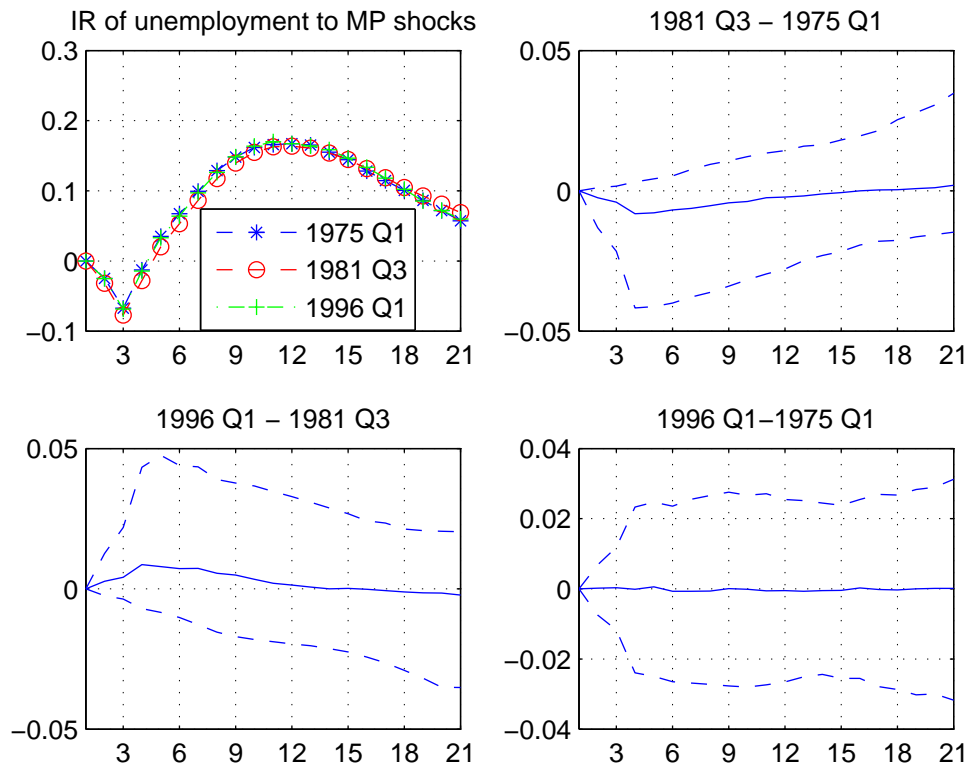 IR of unemployment to MP shocks
0.3
0.2
0.1
0
−0.1
3 6 9 12 15 18 21
1975 Q1
1981 Q3
1996 Q1
1981 Q3 − 1975 Q1
0.05
0
−0.05
3 6 9 12 15 18 21
1996 Q1 − 1981 Q3
0.05
0
−0.05
3 6 9 12 15 18 21
1996 Q1−1975 Q1
0.04
0.02
0
−0.02
−0.04
3 6 9 12 15 18 21